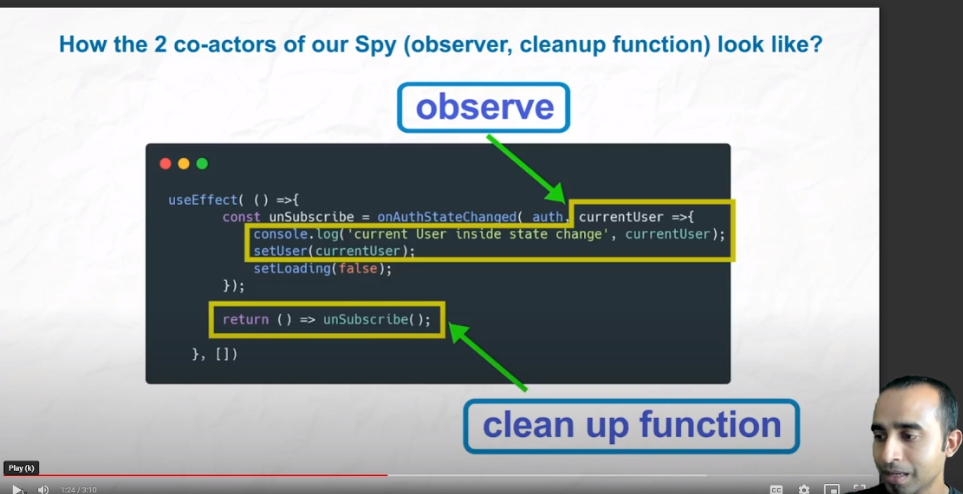 How the 2 co-actors of our Spy (observer, cleanup function) look like?
observe
useEffect( () =>{
const unSubscribe = onAuthStateChanged( auth, currentUser =>{
console.log('current User inside state change', currentUser);
setUser(currentUser);
setLoading(false);
});
return () => unSubscribe();
}, [])
clean up function
Play (k)
1:24 / 3:10
CC